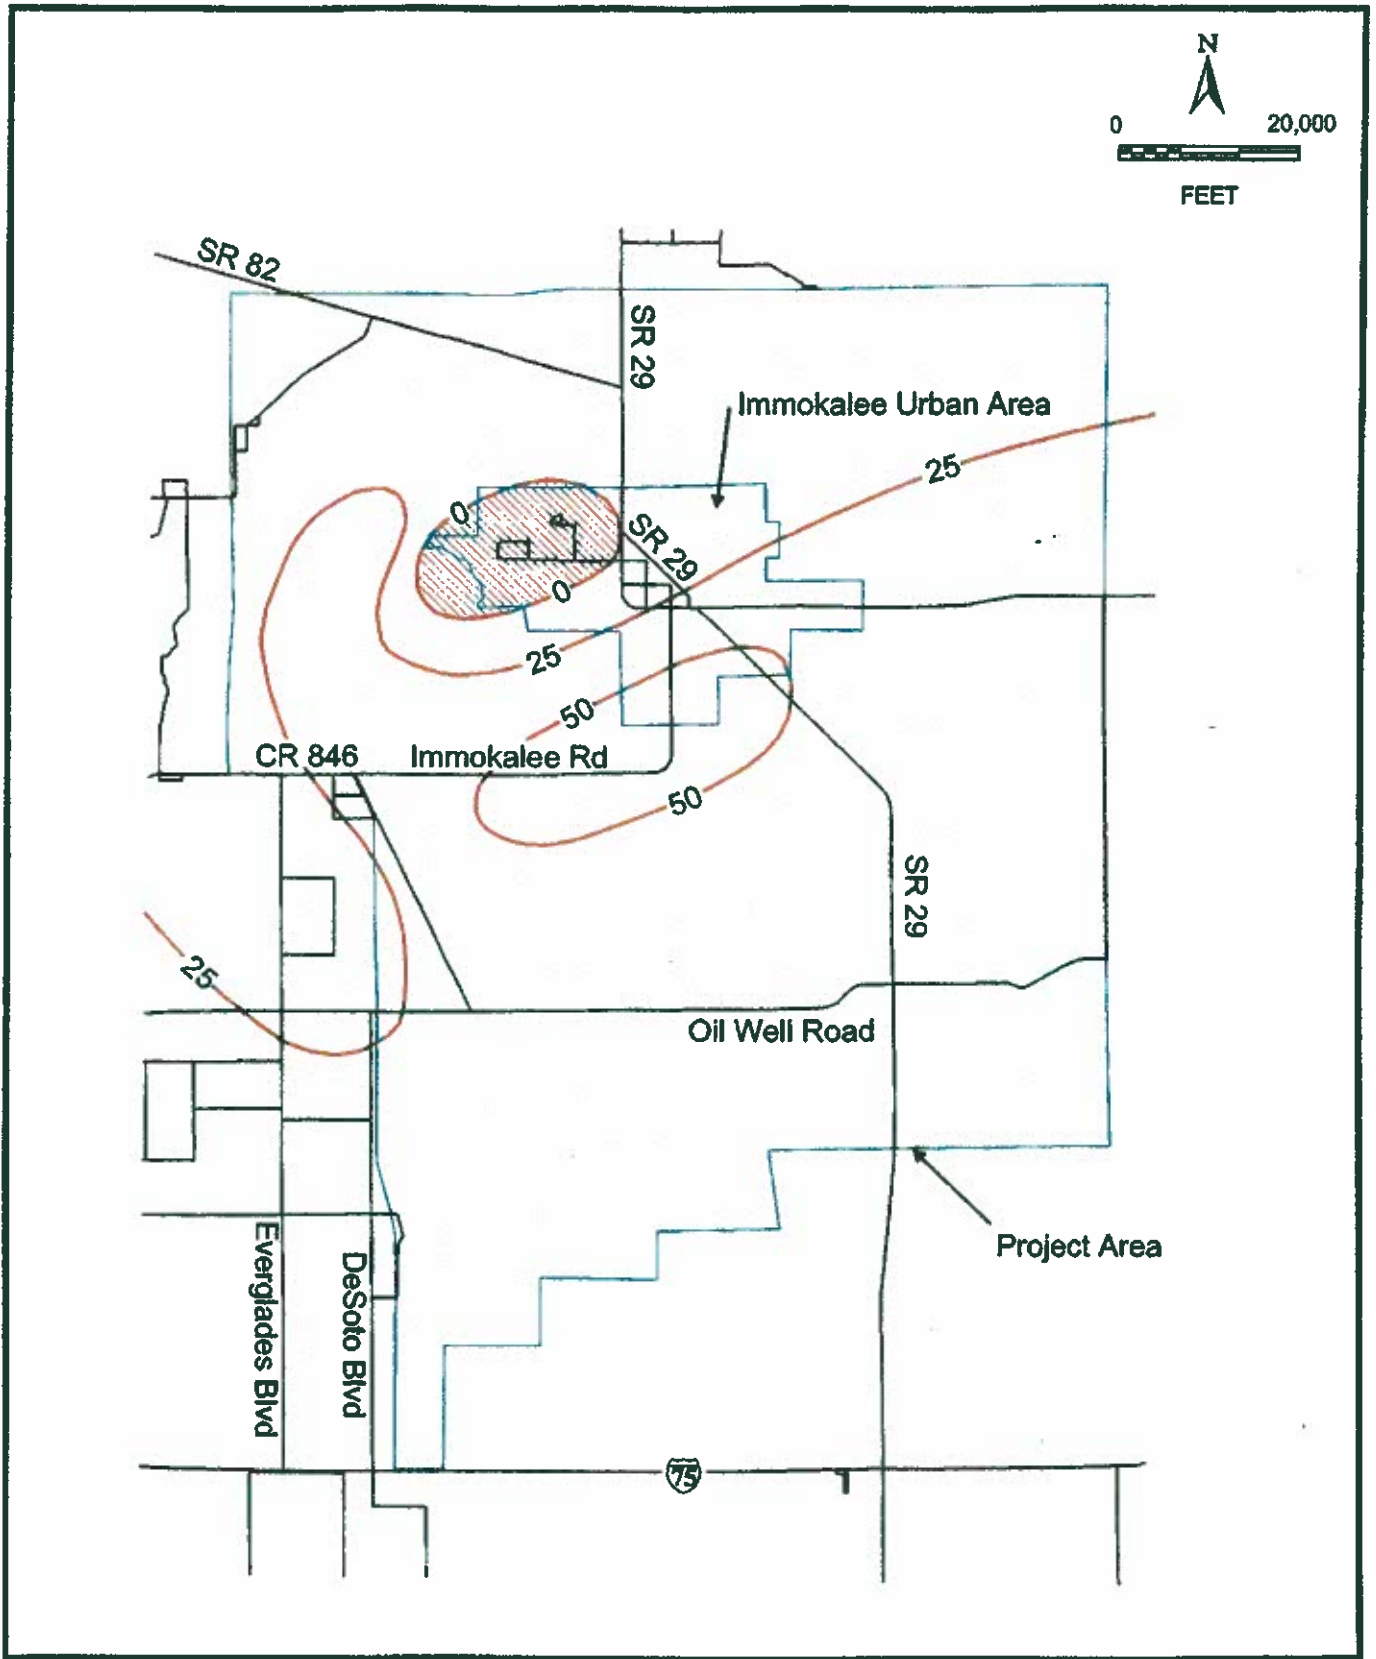 N
0 20,000
FEET
SR 82
SR 29
Immokalee Urban Area
25
0
SR 29
0
25
50
CR 846
Immokalee Rd
50
SR 29
25
Oil Well Road
Project Area
Everglades Blvd
DeSoto Blvd
75